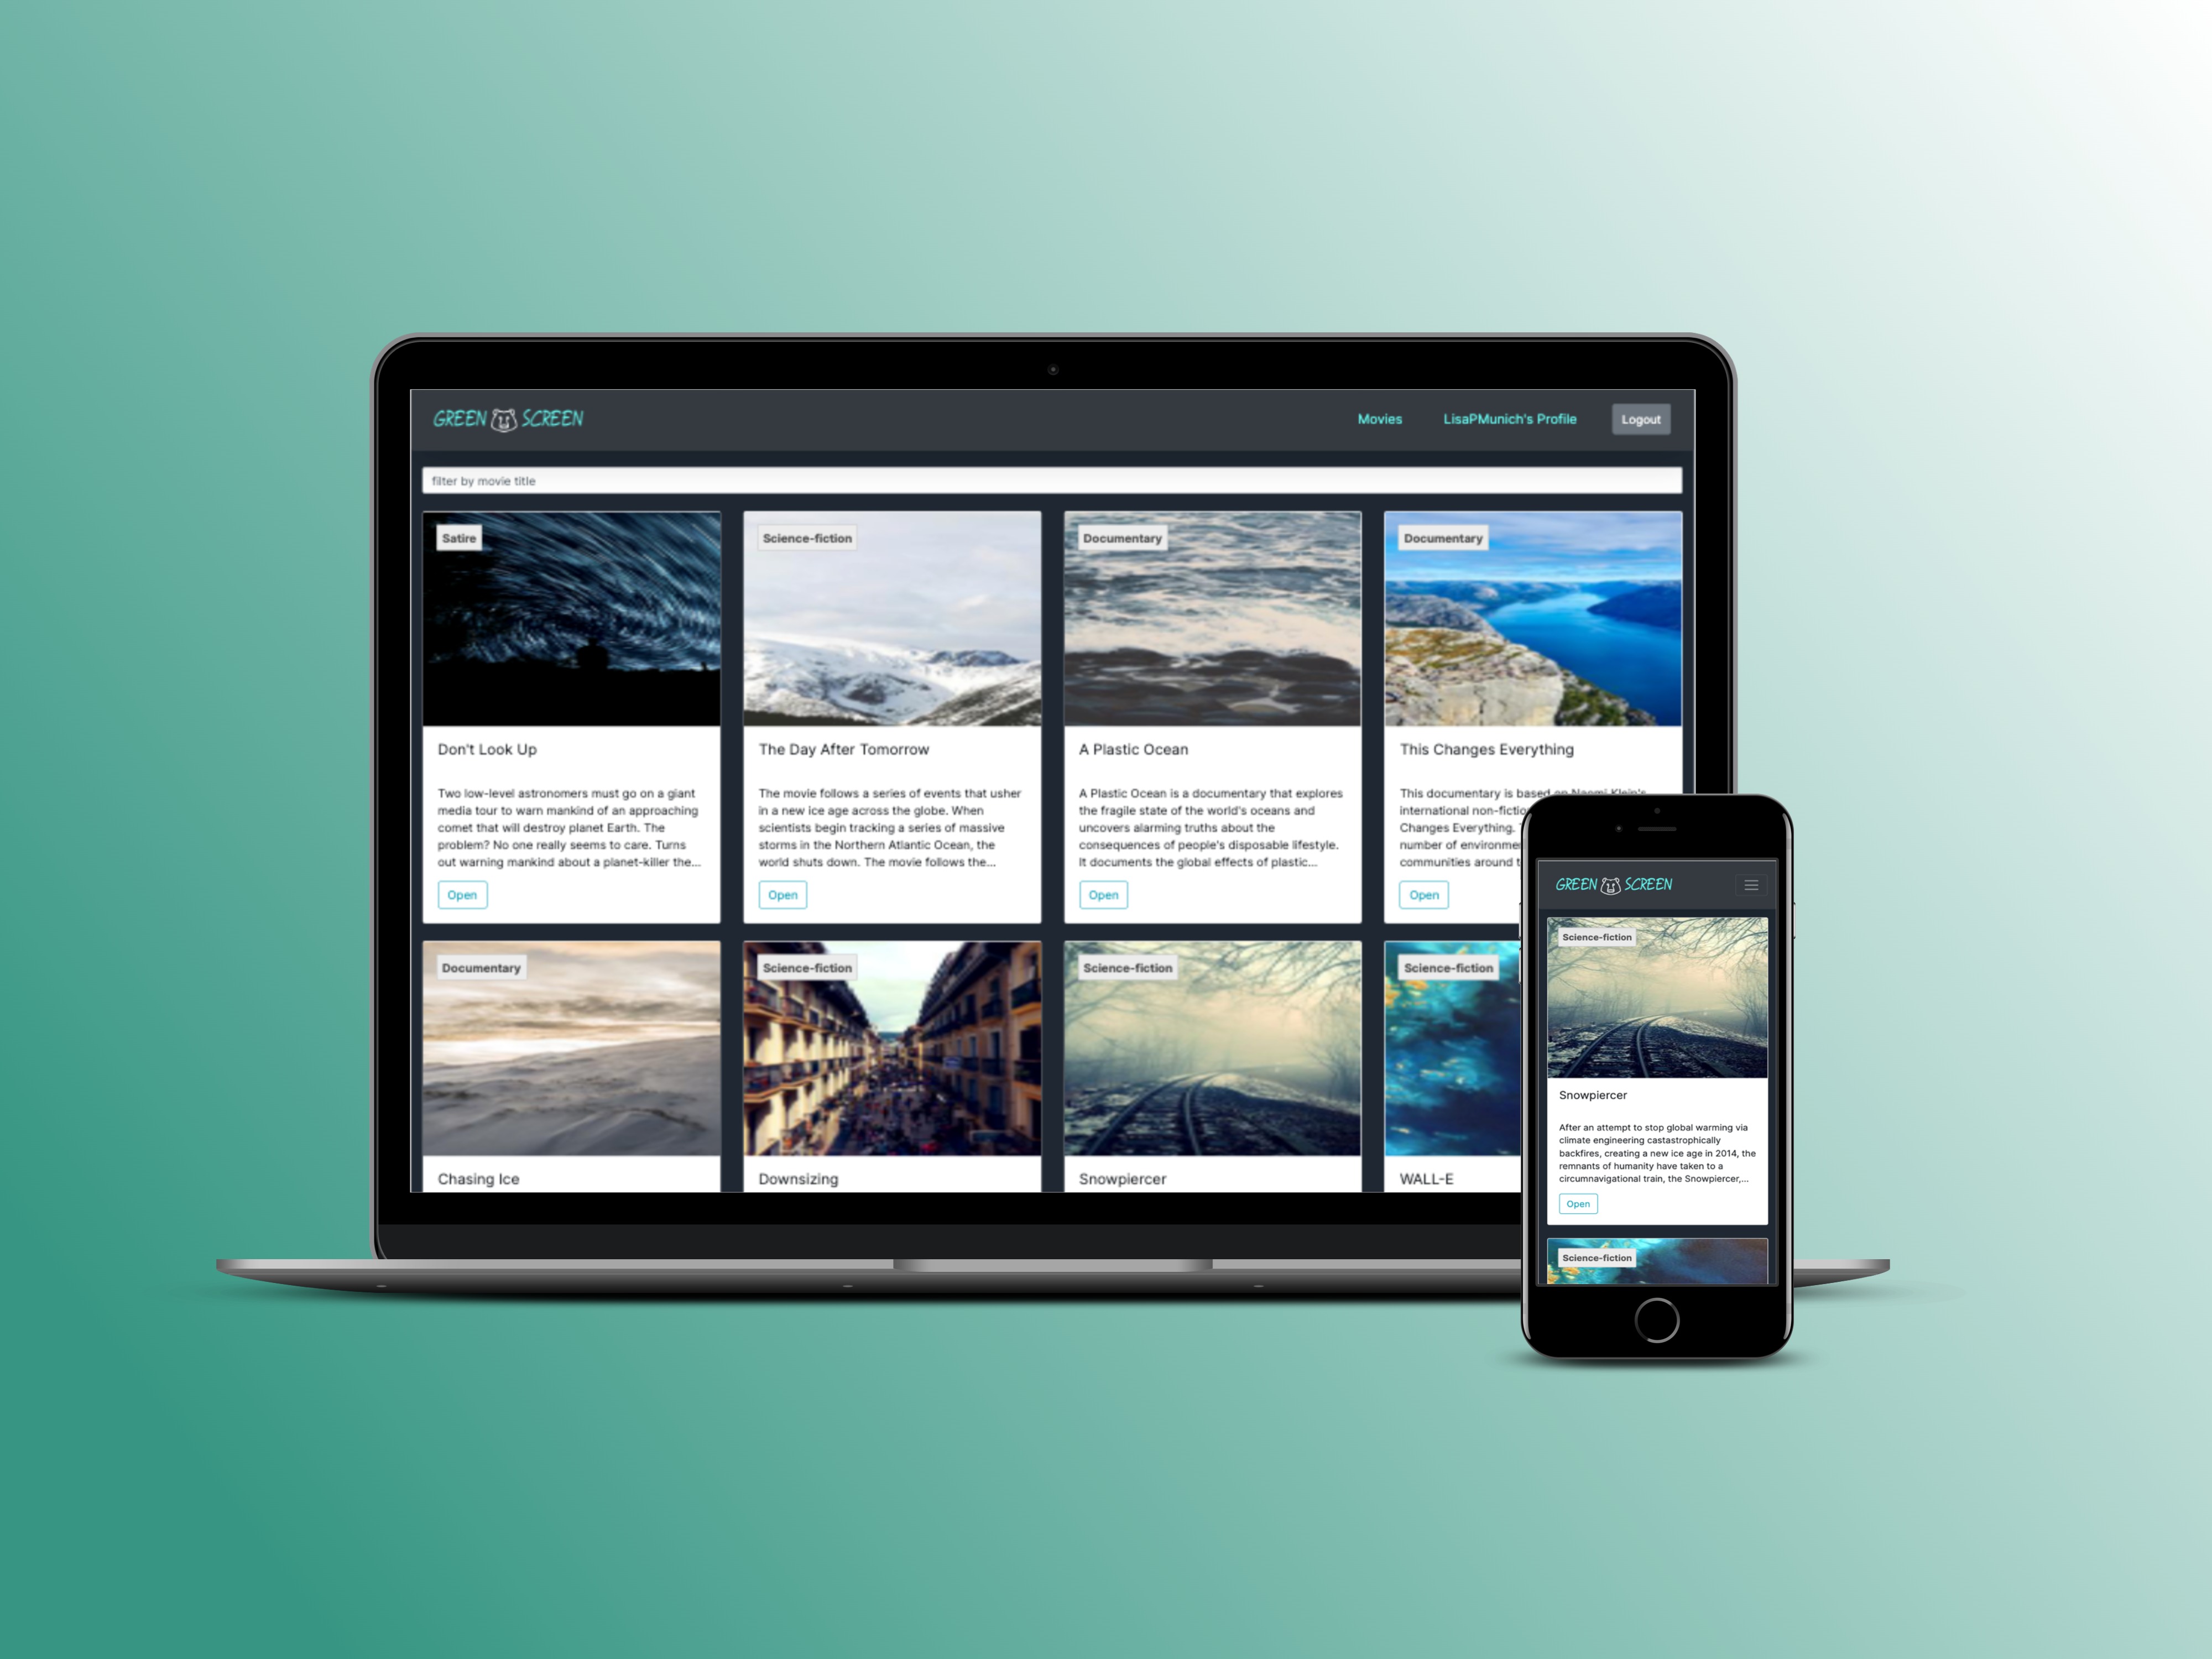 GREEN SCREEN
Movies
LisaPMunich's Profile
Logout
filter by movie title
Satire
Don't Look Up
Two low-level astronomers must go on a giant
media tour to warn mankind of an approaching
comet that will destroy planet Earth. The
problem? No one really seems to care. Turns
out warning mankind about a planet-killer the...
Open
Science-fiction
The Day After Tomorrow
The movie follows a series of events that usher
in a new ice age across the globe. When
scientists begin tracking a series of massive
storms in the Northern Atlantic Ocean, the
world shuts down. The movie follows the...
Open
Documentary
A Plastic Ocean
A Plastic Ocean is a documentary that explores
the fragile state of the world's oceans and
uncovers alarming truths about the
consequences of people's disposable lifestyle.
It documents the global effects of plastic...
Open
Documentary
This Changes Everything
This documentary is based on Naomi Klein's
international non-fictio
Changes Everything.
number of environme
communities around t
Open
Documentary
Chasing Ice
Science-fiction
Downsizing
Science-fiction
Snowpiercer
Science-fiction
WALL-E
GREEN SCREEN
Science-fiction
Snowpiercer
After an attempt to stop global warming via
climate engineering castastrophically
backfires, creating a new ice age in 2014, the
remnants of humanity have taken to a
circumnavigational train, the Snowpiercer,...
Open
Science-fiction